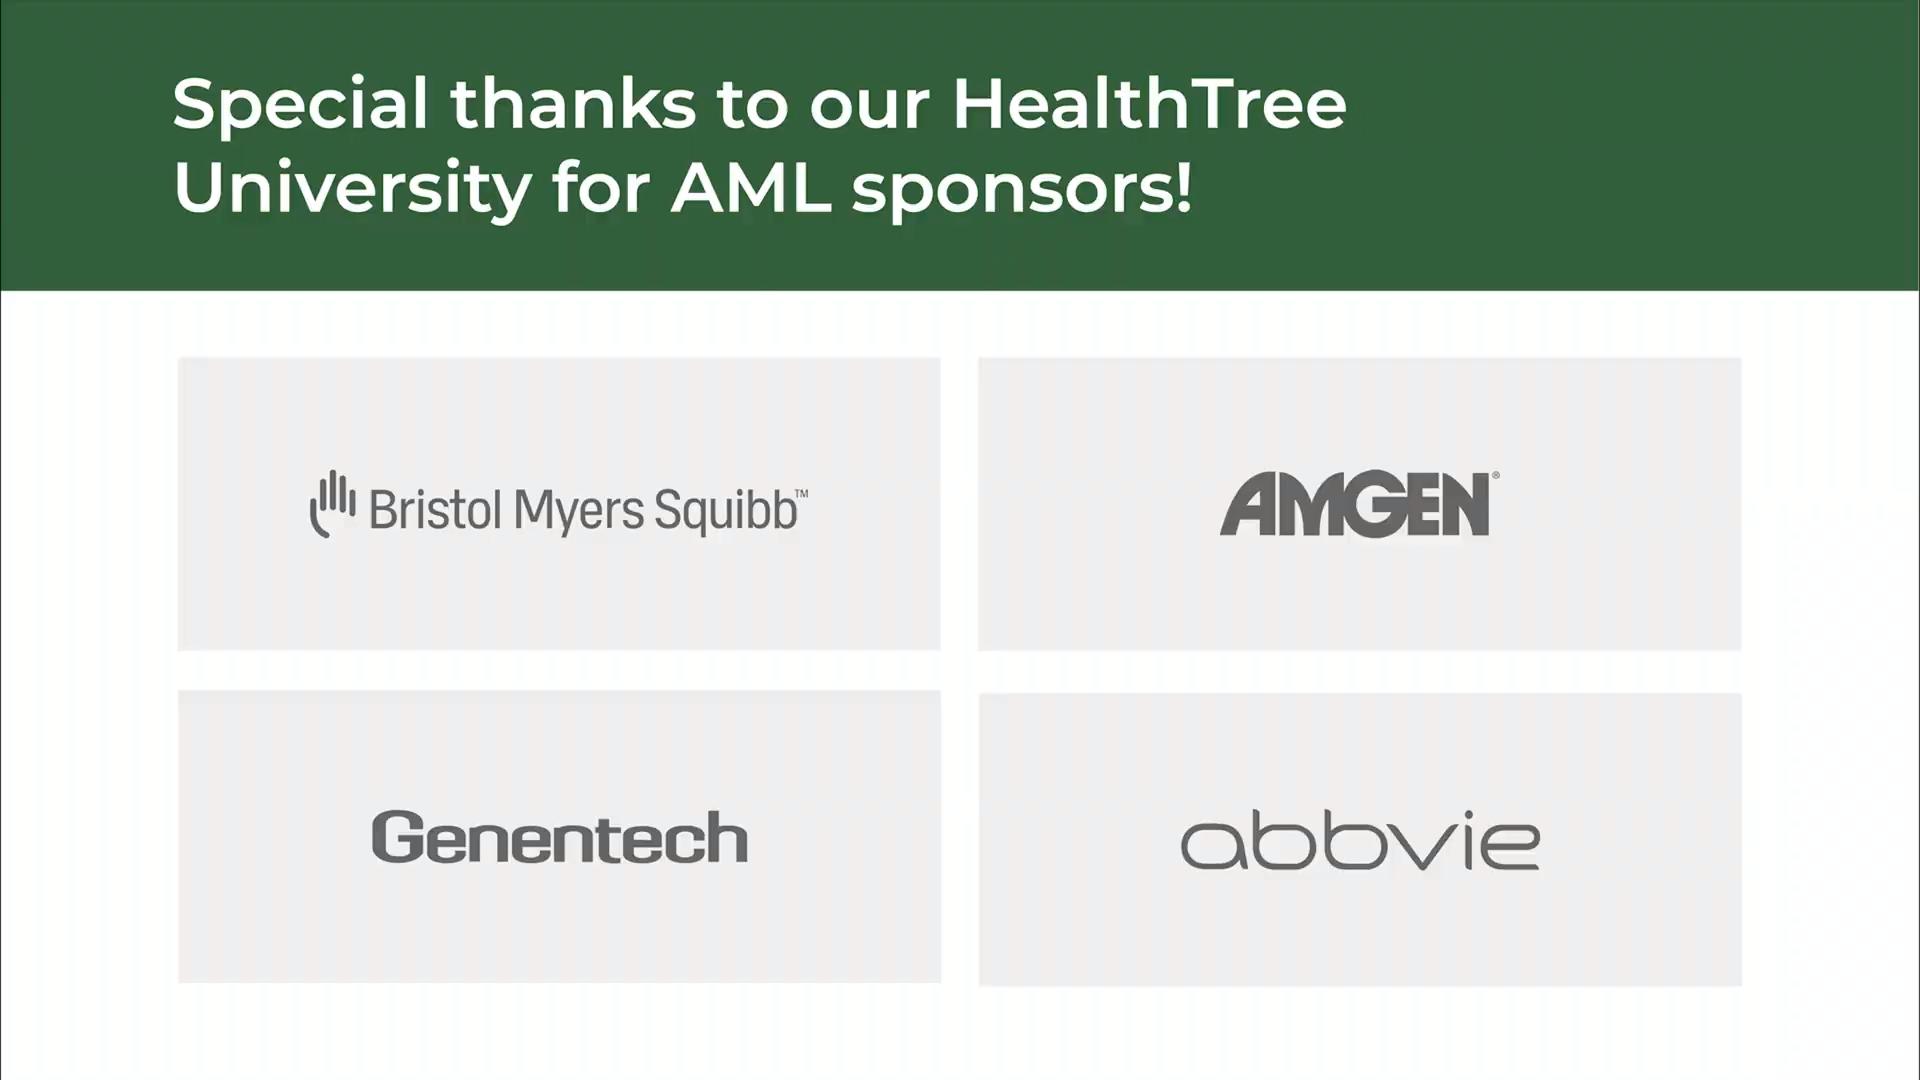 Special thanks to our HealthTree
University for AML sponsors!
Bristol Myers Squibb™
AMGEN®
Genentech
abbvie